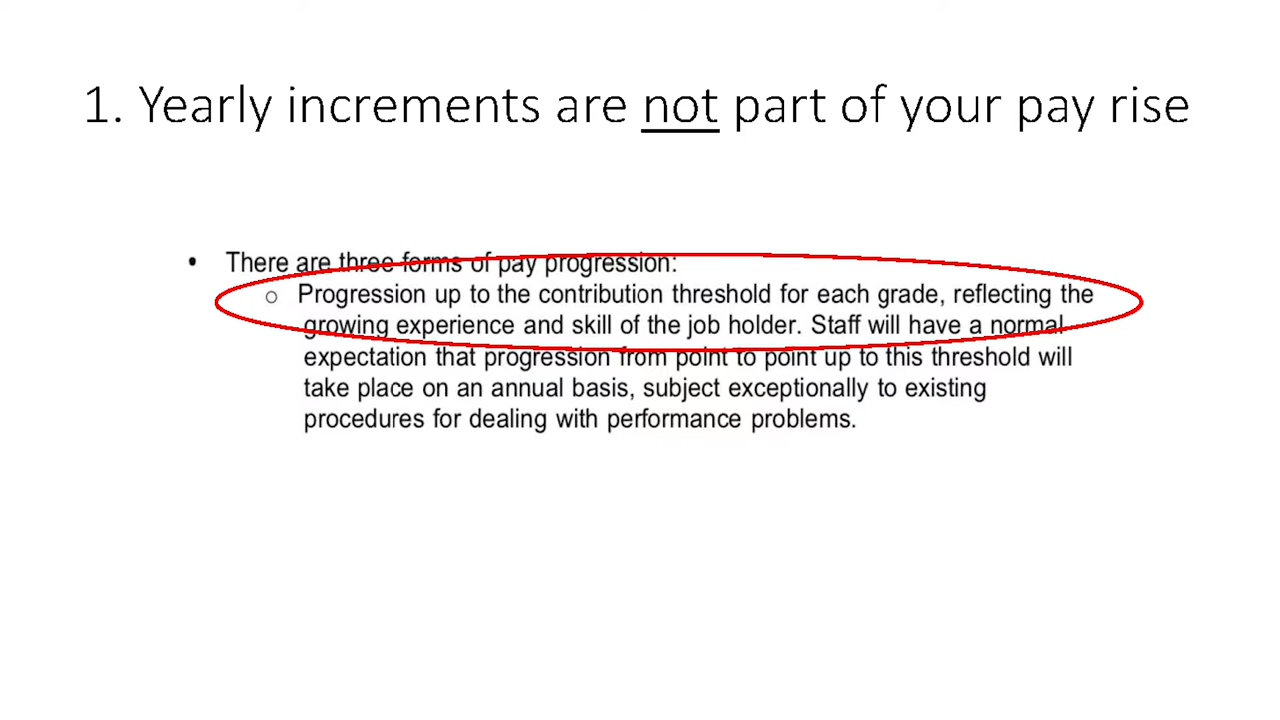 1. Yearly increments are not part of your pay rise
• There are three forms of pay progression:
○ Progression up to the contribution threshold for each grade, reflecting the
growing experience and skill of the job holder. Staff will have a normal
expectation that progression from point to point up to this threshold will
take place on an annual basis, subject exceptionally to existing
procedures for dealing with performance problems.